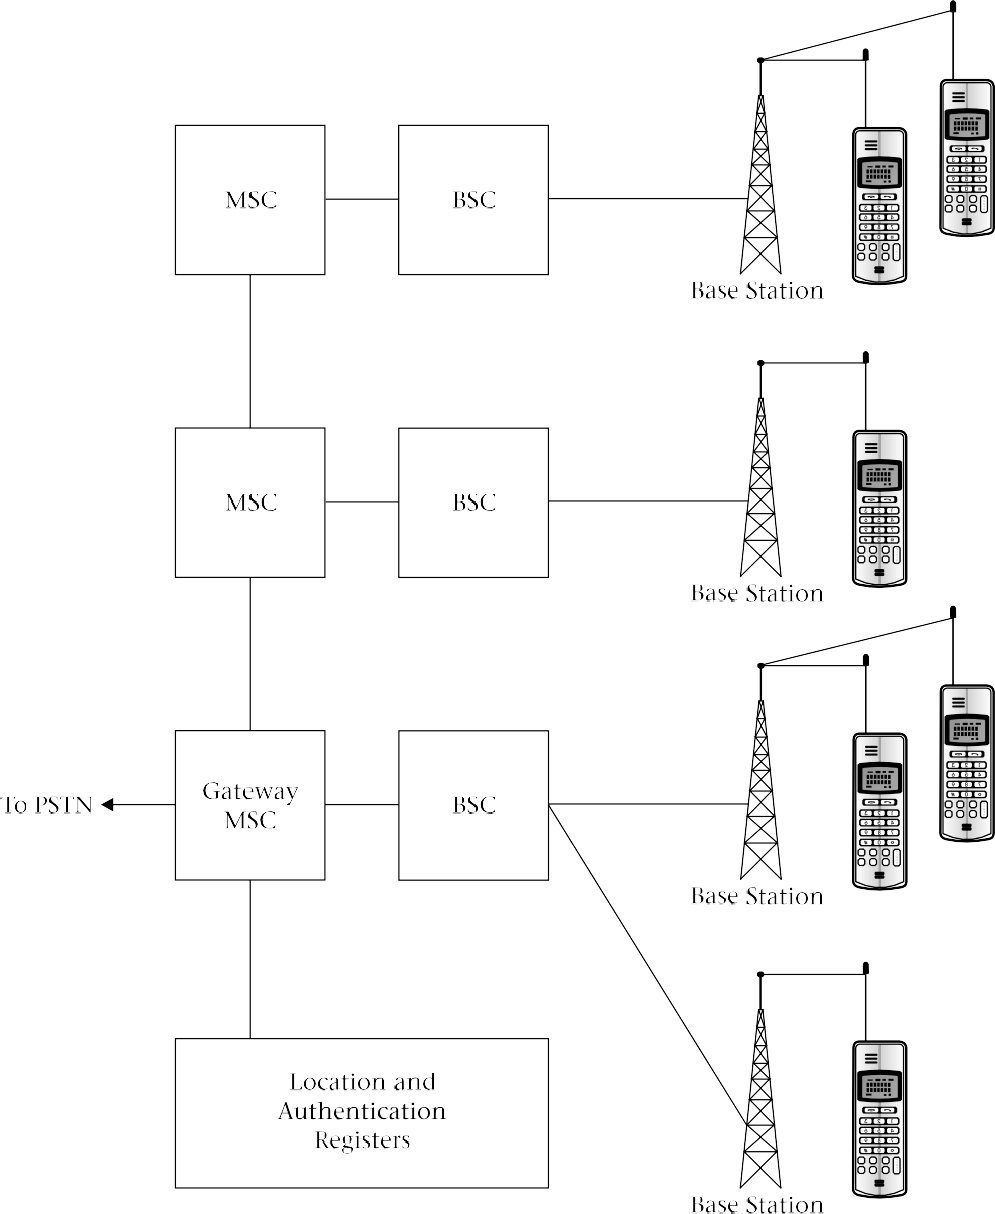 MSC
BSC
Base Station
MSC
BSC
Base Station
To PSTN
Gateway
MSC
BSC
Base Station
Location and
Authentication
Registers
Base Station